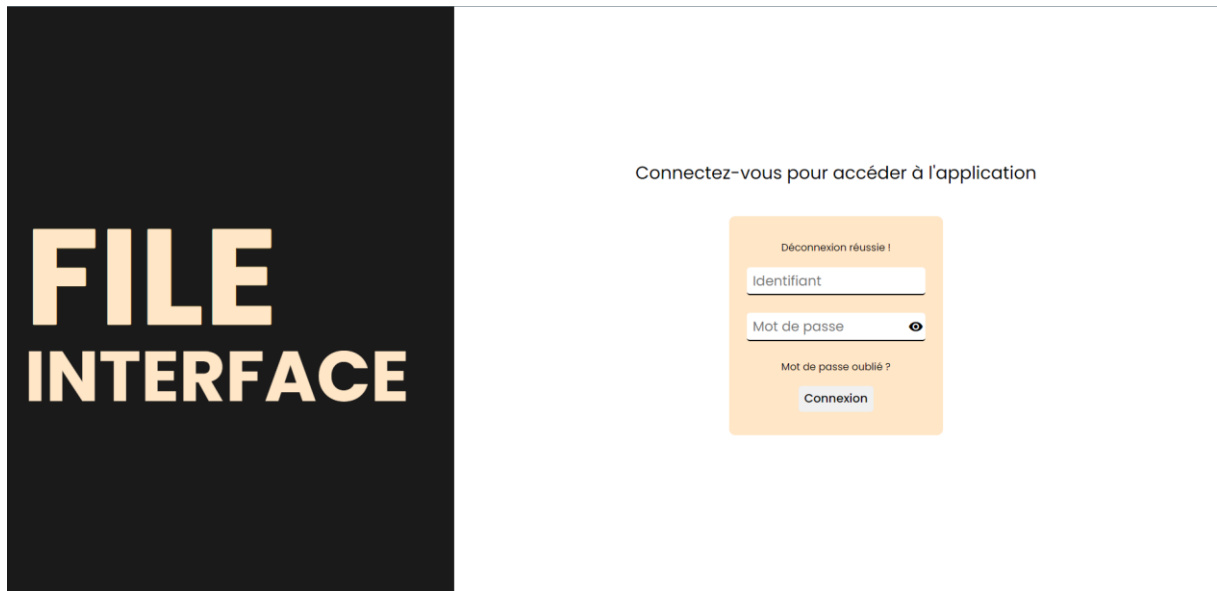 FILE
INTERFACE
Connectez-vous pour accéder à l'application
Déconnexion réussie !
Identifiant
Mot de passe
Mot de passe oublié ?
Connexion